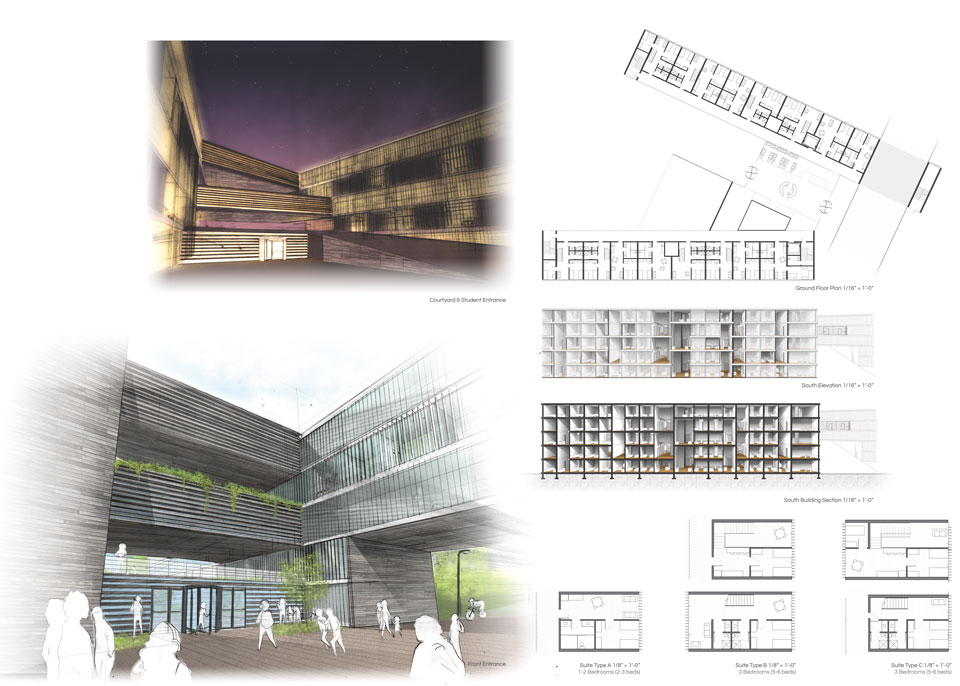 Courtyard & Student Entrance
Ground Floor Plan 1/16" = 1'-0"
South Elevation 1/16" = 1'-0"
South Building Section 1/16" = 1'-0"
Front Entrance
Suite Type A 1/8" = 1'-0"
1-2 Bedrooms (2-3 beds)
Suite Type B 1/8" = 1'-0"
3 Bedrooms (5-6 beds)
Suite Type C 1/8" = 1'-0"
3 Bedrooms (5-6 beds)